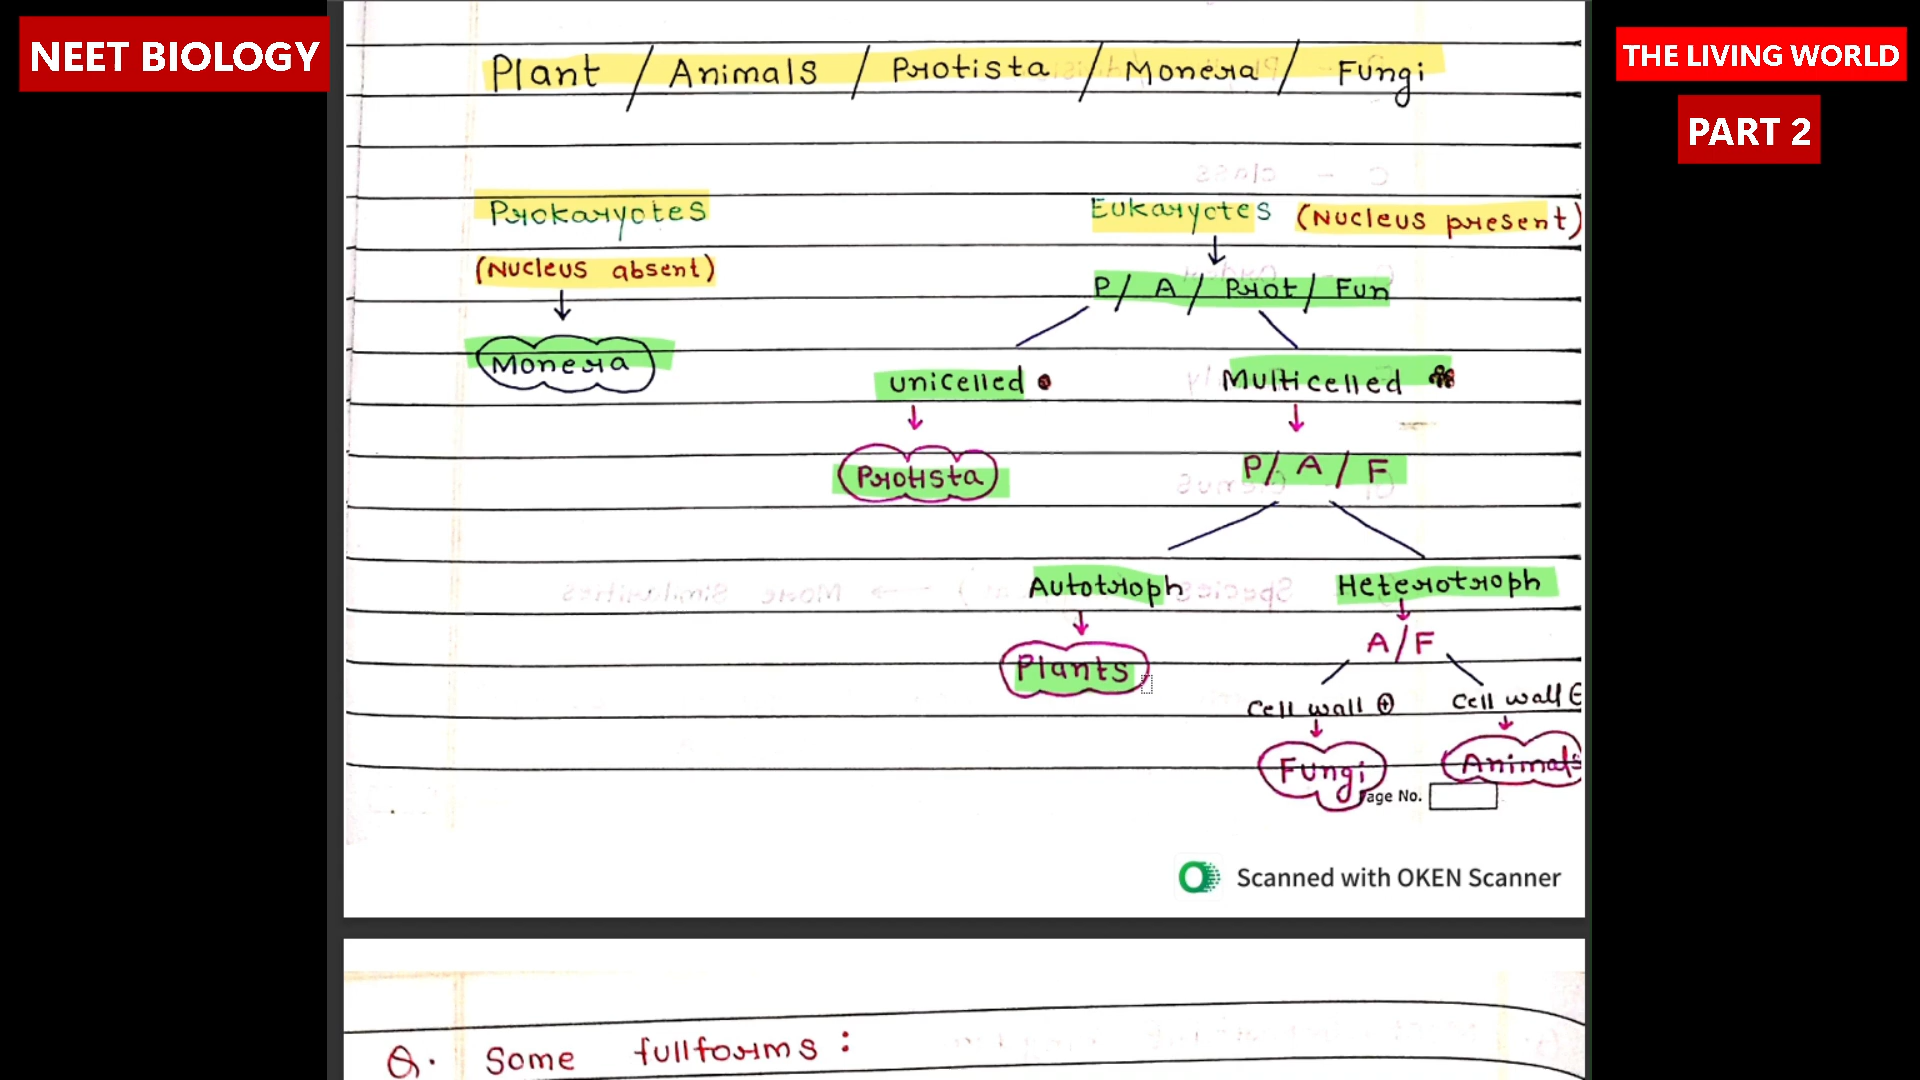 NEET BIOLOGY
THE LIVING WORLD
PART 2
Plant / Animals / Protista / Monera / Fungi
Prokaryotes
Eukaryotes (Nucleus present)
(Nucleus absent)
P/ A/ Prot/ Fun
Monera
unicelled
Multicelled
Protista
P/ A/ F
Autotroph
Heterotroph
A/F
Plants
Cell wall ⊕
Cell wall
Fungi
Animals
Page No.
Scanned with OKEN Scanner
Q. Some fullforms :